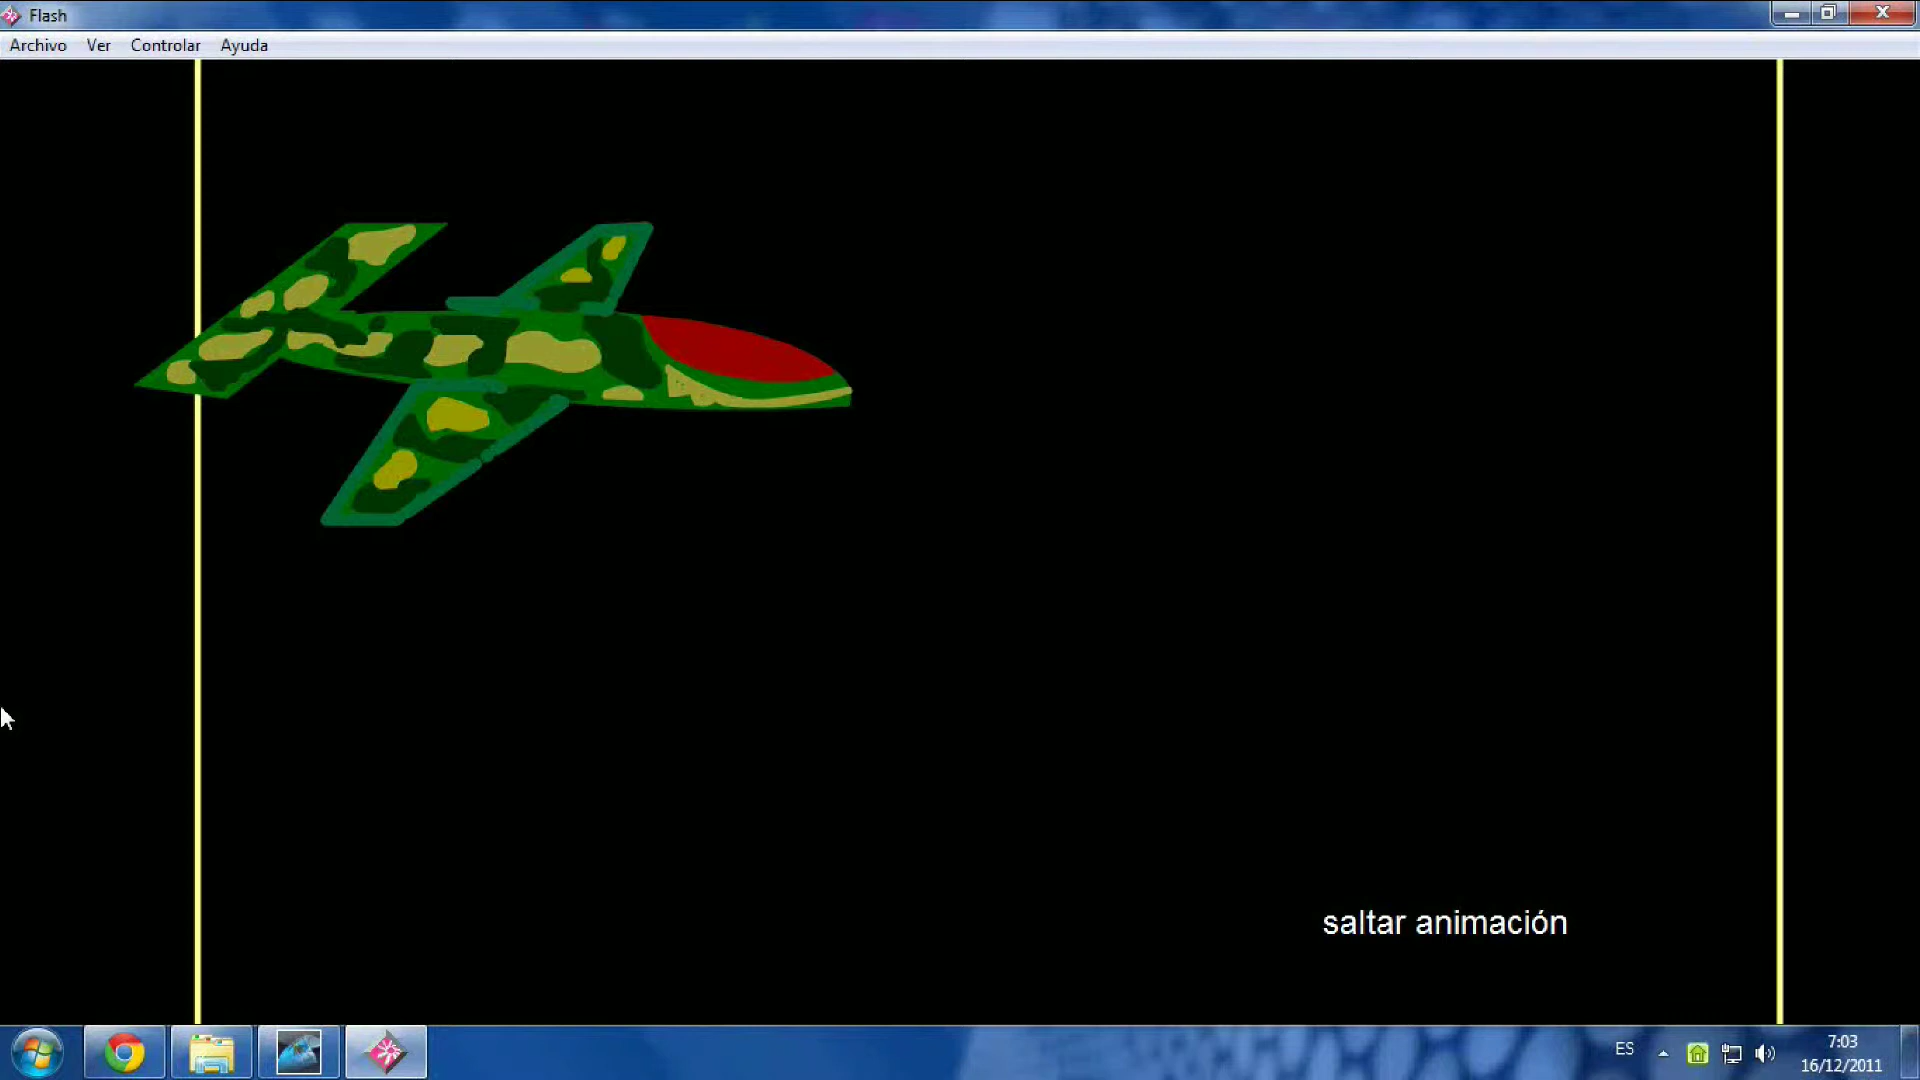 Flash
Archivo Ver Controlar Ayuda
saltar animación
ES
7:03
16/12/2011